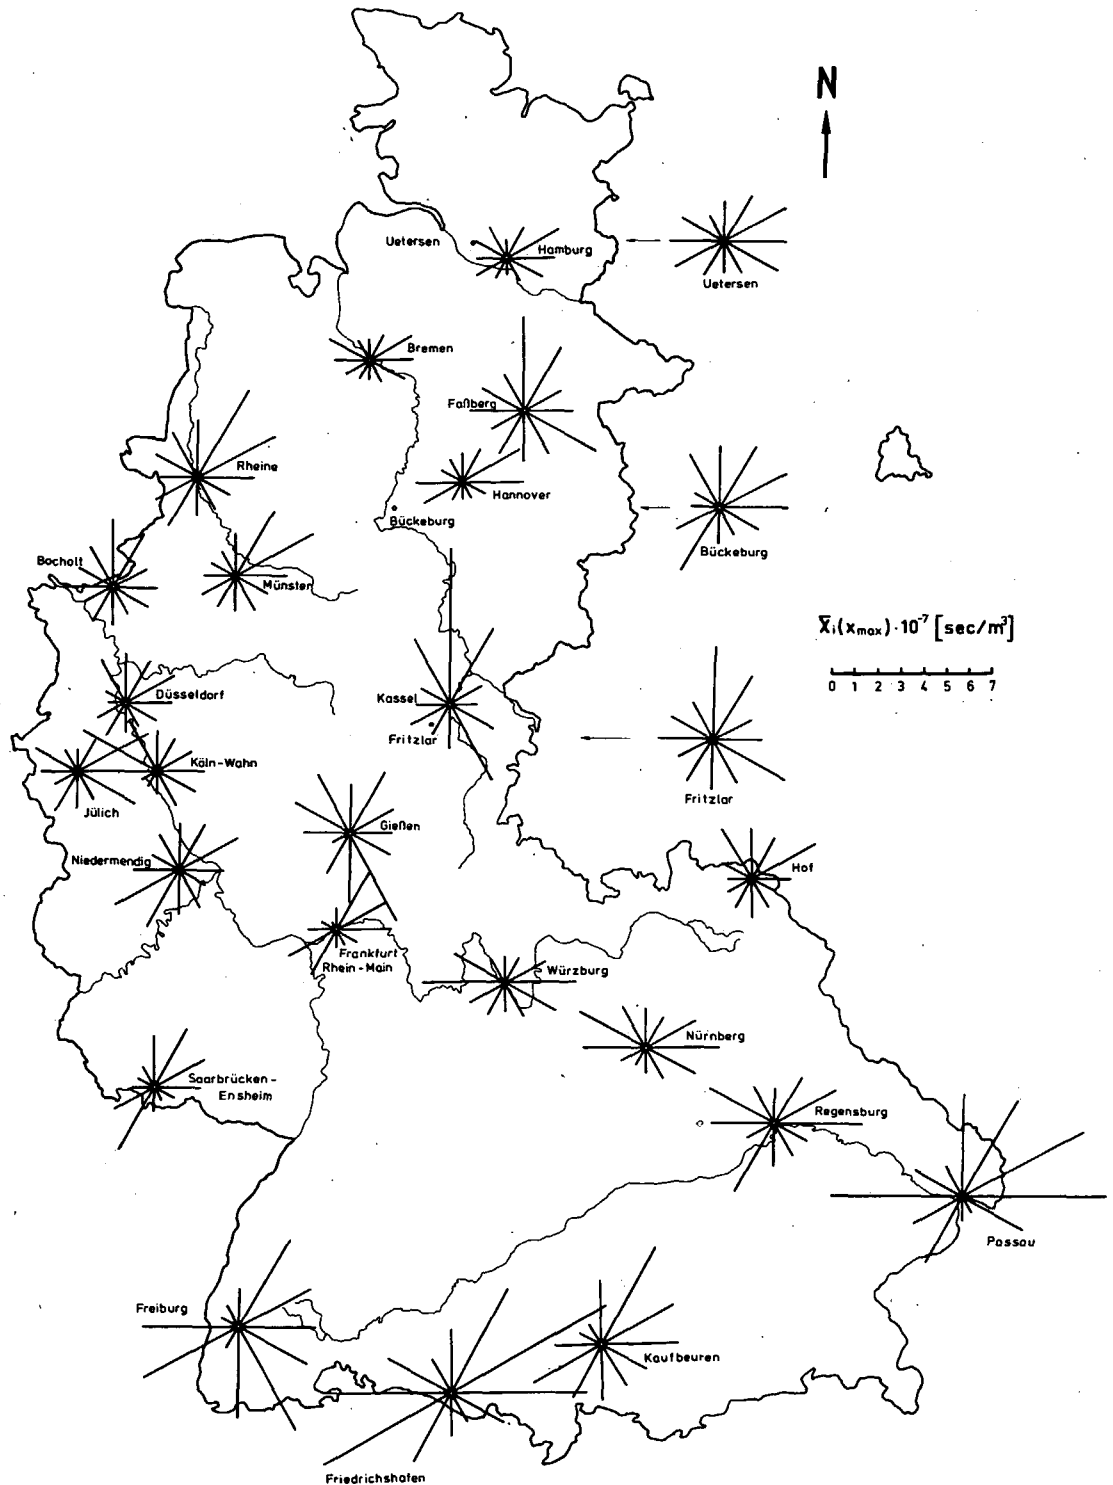 N
Uetersen
Hamburg
Uetersen
Bremen
Faßberg
Rheine
Hannover
Bückeburg
Bückeburg
Bocholt
Münster
X̄i(xmax)·10⁻⁷ [sec/m³]
0 1 2 3 4 5 6 7
Düsseldorf
Kassel
Fritzlar
Köln-Wahn
Jülich
Fritzlar
Gießen
Niedermendig
Hof
Frankfurt
Rhein-Main
Würzburg
Nürnberg
Saarbrücken-
Ensheim
Regensburg
Passau
Freiburg
Kaufbeuren
Friedrichshafen